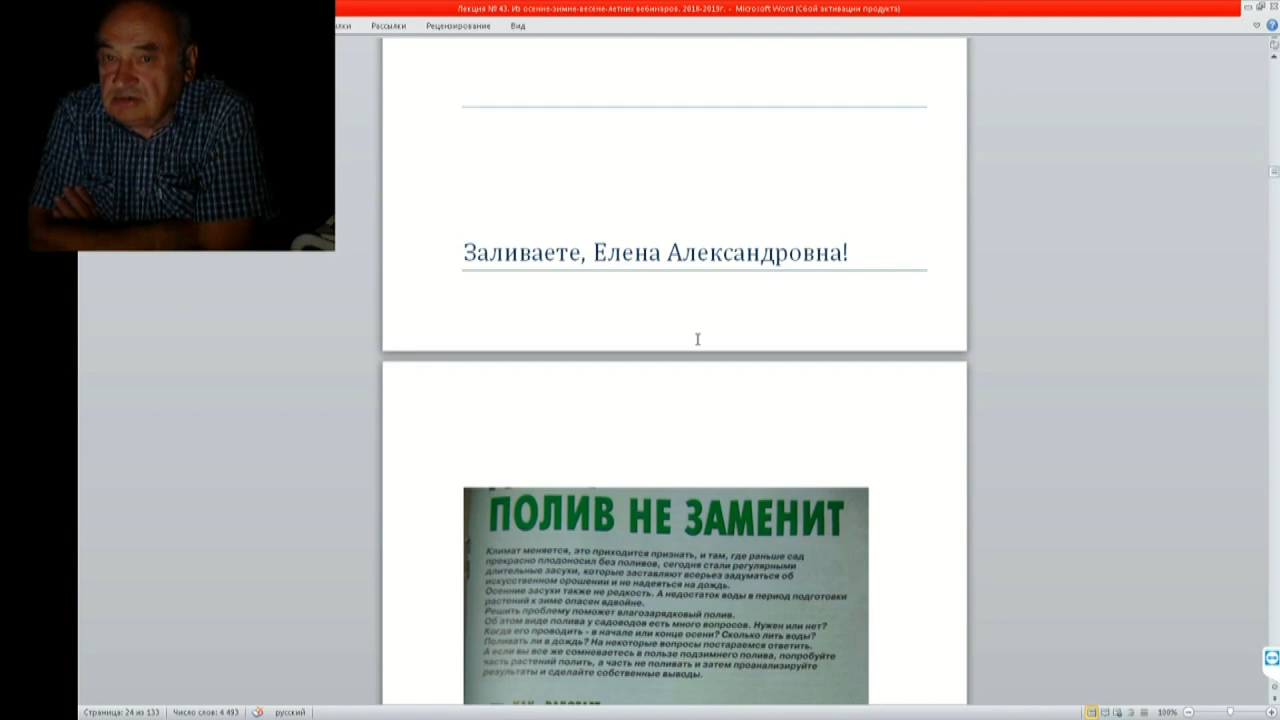 Лекция № 43. Из осенне-зимне-весене-летних вебинаров. 2018-2019г. - Microsoft Word (Сбой активации продукта)
лки Рассылки Рецензирование Вид
Заливаете, Елена Александровна!
ПОЛИВ НЕ ЗАМЕНИТ
Климат меняется, это приходится признать, и там, где раньше сад
прекрасно плодоносил без поливов, сегодня стали регулярными
длительные засухи, которые заставляют всерьез задуматься об
искусственном орошении и не надеяться на дождь.
Осенние засухи также не редкость. А недостаток воды в период подготовки
растений к зиме опасен вдвойне.
Решить проблему поможет влагозарядковый полив.
Об этом виде полива у садоводов есть много вопросов. Нужен или нет?
Когда его проводить - в начале или конце осени? Сколько лить воды?
Поливать ли в дождь? На некоторые вопросы постараемся ответить.
А если вы все же сомневаетесь в пользе подзимнего полива, попробуйте
часть растений полить, а часть не поливать и затем проанализируйте
результаты и сделайте собственные выводы.
Страница: 24 из 133 Число слов: 4 493 русский 100%